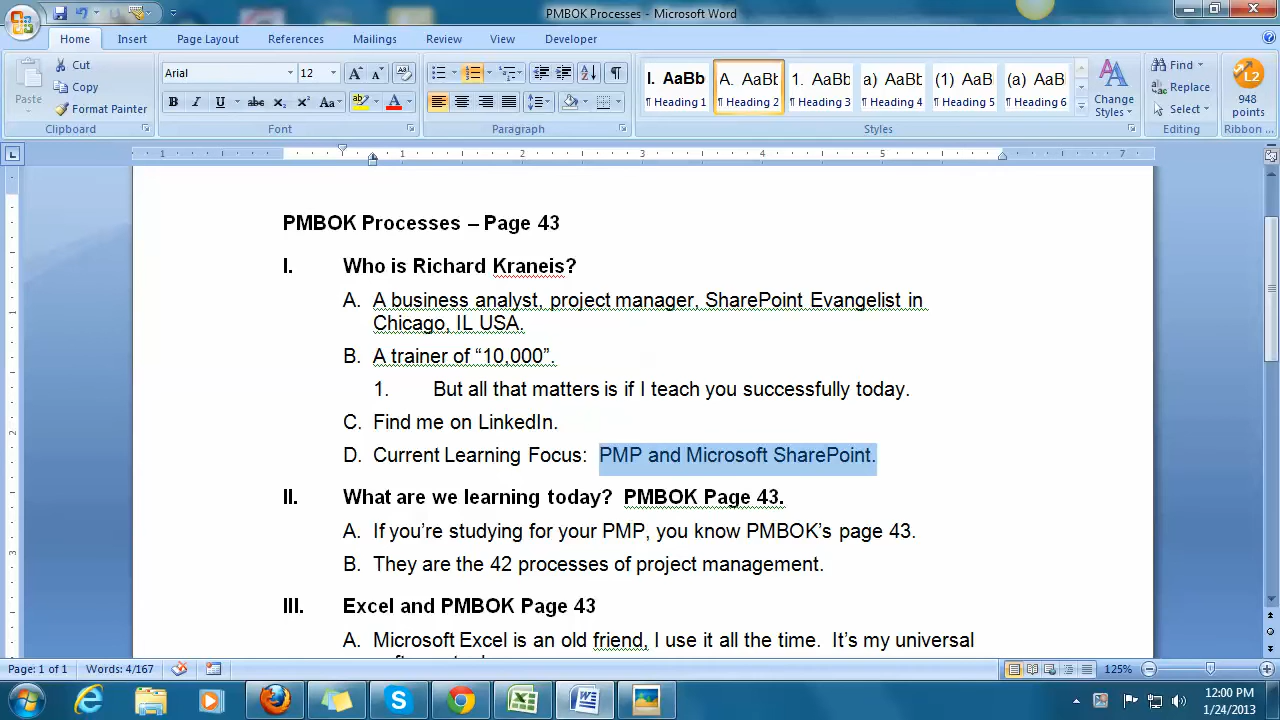 PMBOK Processes - Microsoft Word
Home Insert Page Layout References Mailings Review View Developer
Paste
Cut
Copy
Format Painter
Clipboard
Arial 12
Font
Paragraph
I. AaBb A. AaBb 1. AaBb a) AaBb (1) AaB (a) AaB
¶ Heading 1 ¶ Heading 2 ¶ Heading 3 ¶ Heading 4 ¶ Heading 5 ¶ Heading 6
Styles
Change Styles
Find
Replace
Select
Editing
L2
948 points
Ribbon ...
1 1 2 3 4 5 7
PMBOK Processes – Page 43
I. Who is Richard Kraneis?
A. A business analyst, project manager, SharePoint Evangelist in
Chicago, IL USA.
B. A trainer of “10,000”.
1. But all that matters is if I teach you successfully today.
C. Find me on LinkedIn.
D. Current Learning Focus: PMP and Microsoft SharePoint.
II. What are we learning today? PMBOK Page 43.
A. If you’re studying for your PMP, you know PMBOK’s page 43.
B. They are the 42 processes of project management.
III. Excel and PMBOK Page 43
A. Microsoft Excel is an old friend, I use it all the time. It’s my universal
Page: 1 of 1 Words: 4/167 125%
12:00 PM
1/24/2013